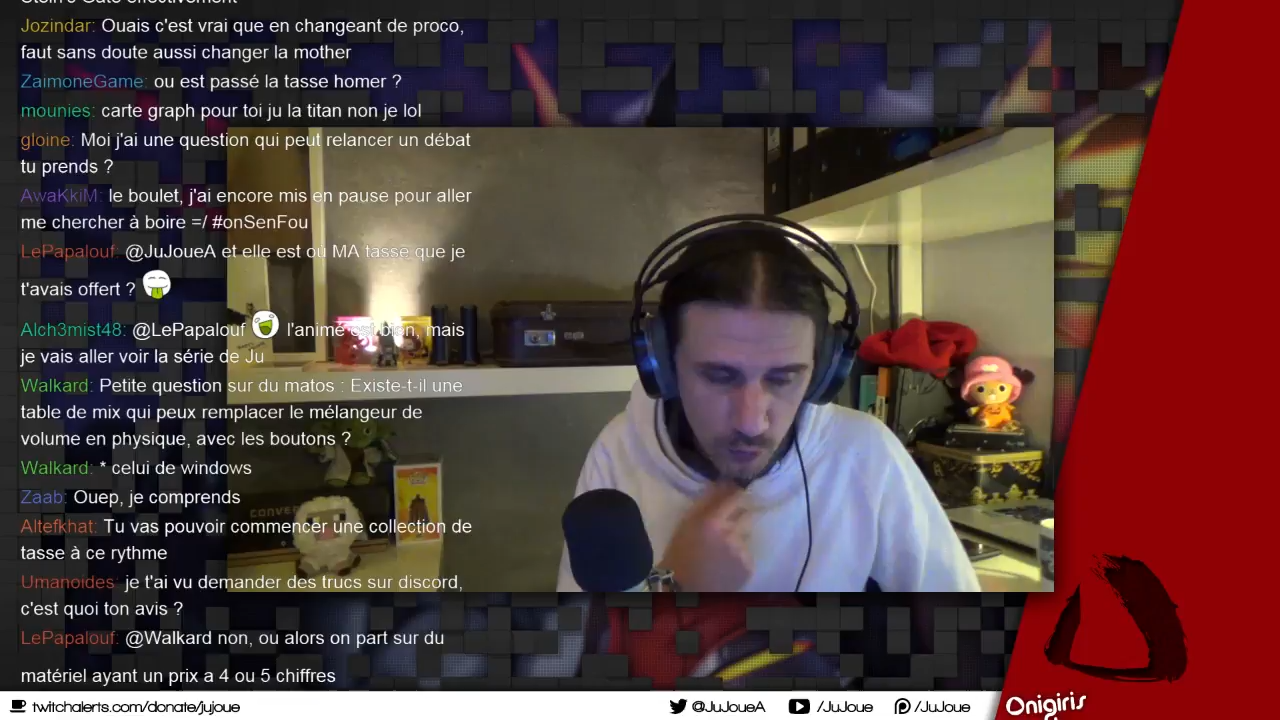 Jozindar: Ouais c'est vrai que en changeant de proco,
faut sans doute aussi changer la mother
ZaimoneGame: ou est passé la tasse homer ?
mounies: carte graph pour toi ju la titan non je lol
gloine: Moi j'ai une question qui peut relancer un débat
tu prends ?
AwaKkiM: le boulet, j'ai encore mis en pause pour aller
me chercher à boire =/ #onSenFou
LePapalouf: @JuJoueA et elle est ou MA tasse que je
t'avais offert ?
Alch3mist48: @LePapalouf l'animé est bien, mais
je vais aller voir la série de Ju
Walkard: Petite question sur du matos : Existe-t-il une
table de mix qui peux remplacer le mélangeur de
volume en physique, avec les boutons ?
Walkard: * celui de windows
Zaab: Ouep, je comprends
CONVER
Altefkhat: Tu vas pouvoir commencer une collection de
tasse à ce rythme
Umanoides: je t'ai vu demander des trucs sur discord,
c'est quoi ton avis ?
LePapalouf: @Walkard non, ou alors on part sur du
matériel ayant un prix a 4 ou 5 chiffres
twitchalerts.com/donate/jujoue
@JuJoueA
/JuJoue
/JuJoue
Onigiris